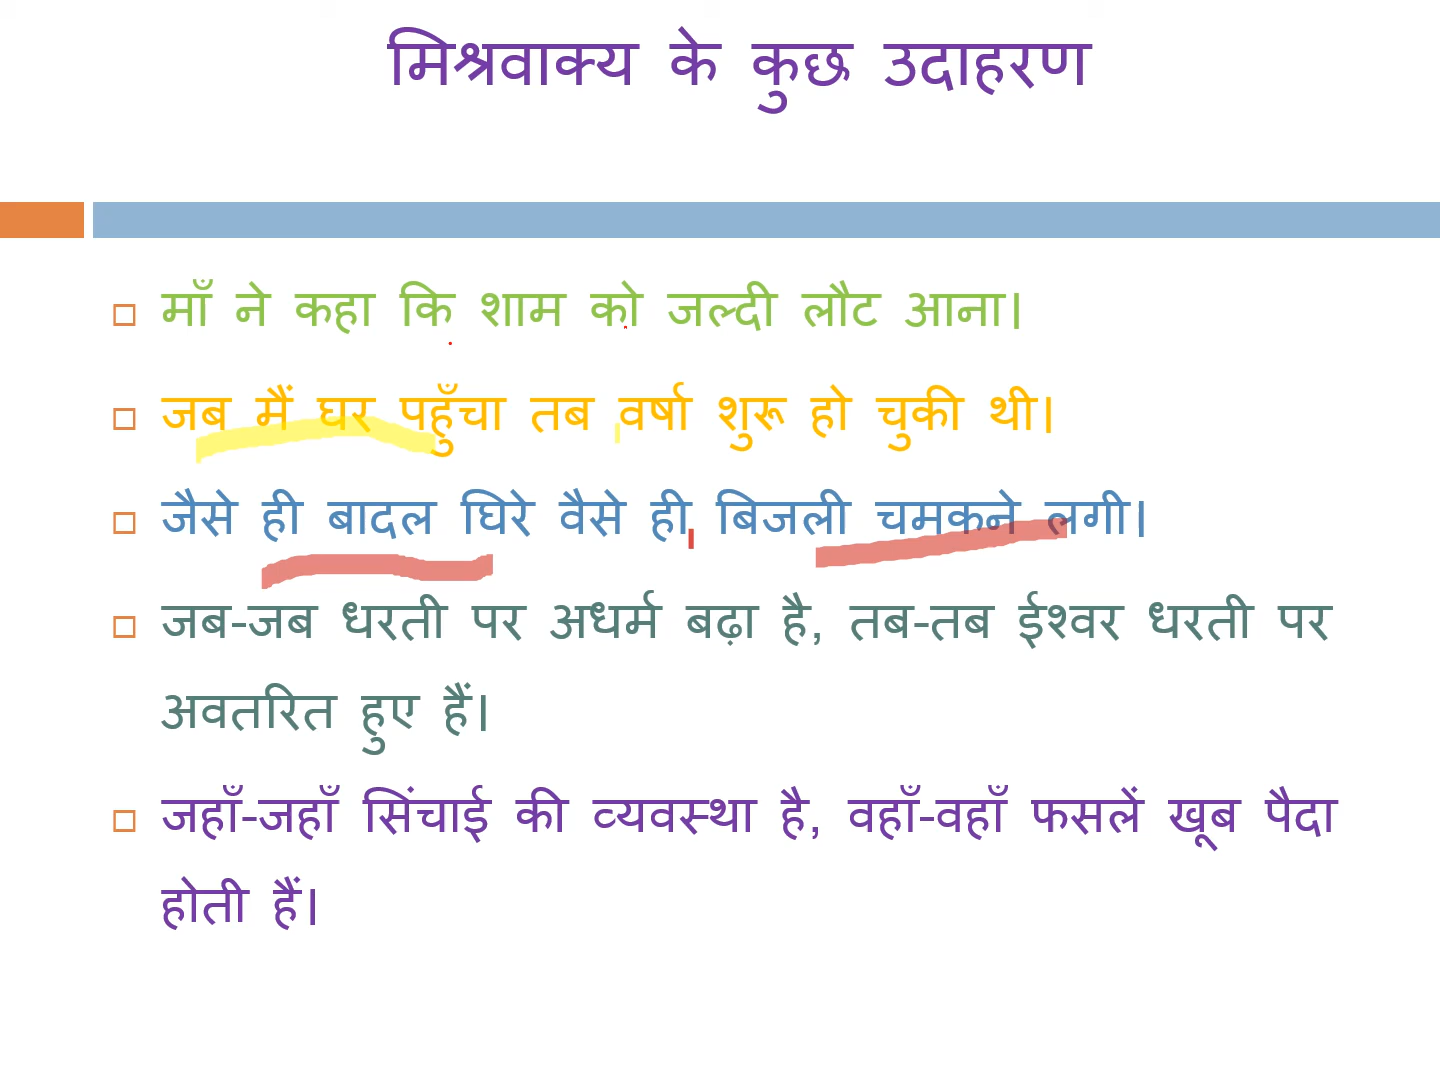 मिश्रवाक्य के कुछ उदाहरण
माँ ने कहा कि शाम को जल्दी लौट आना।
जब मैं घर पहुँचा तब वर्षा शुरू हो चुकी थी।
जैसे ही बादल घिरे वैसे ही बिजली चमकने लगी।
जब-जब धरती पर अधर्म बढ़ा है, तब-तब ईश्वर धरती पर
अवतरित हुए हैं।
जहाँ-जहाँ सिंचाई की व्यवस्था है, वहाँ-वहाँ फसलें खूब पैदा
होती हैं।